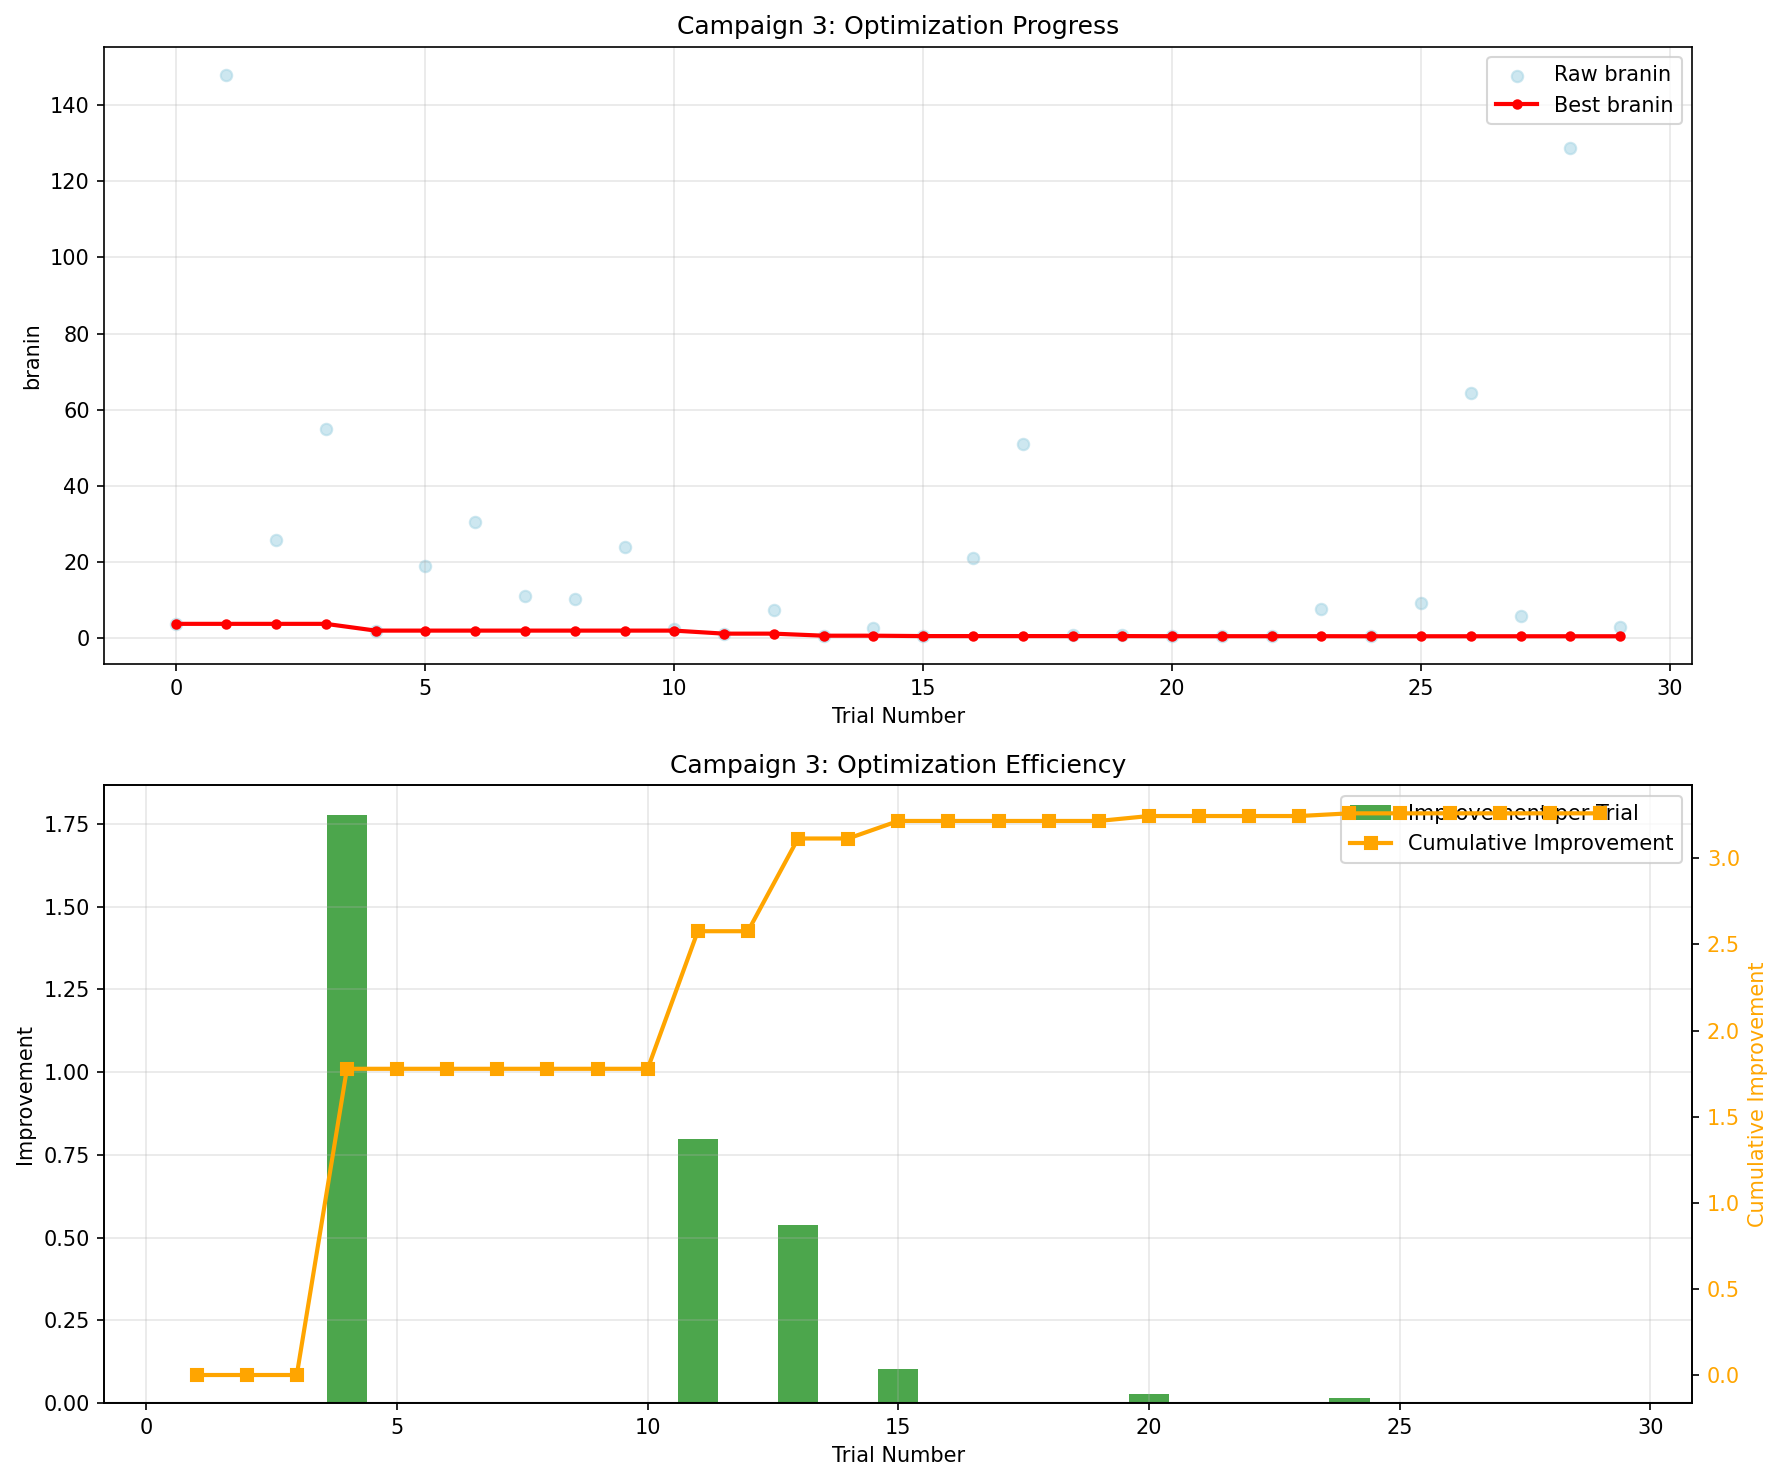 Campaign 3: Optimization Progress
Raw branin
Best branin
140
120
100
80
60
40
20
0
branin
0 5 10 15 20 25 30
Trial Number
Campaign 3: Optimization Efficiency
Improvement per Trial
Cumulative Improvement
1.75
1.50
1.25
1.00
0.75
0.50
0.25
0.00
Improvement
3.0
2.5
2.0
1.5
1.0
0.5
0.0
Cumulative Improvement
0 5 10 15 20 25 30
Trial Number